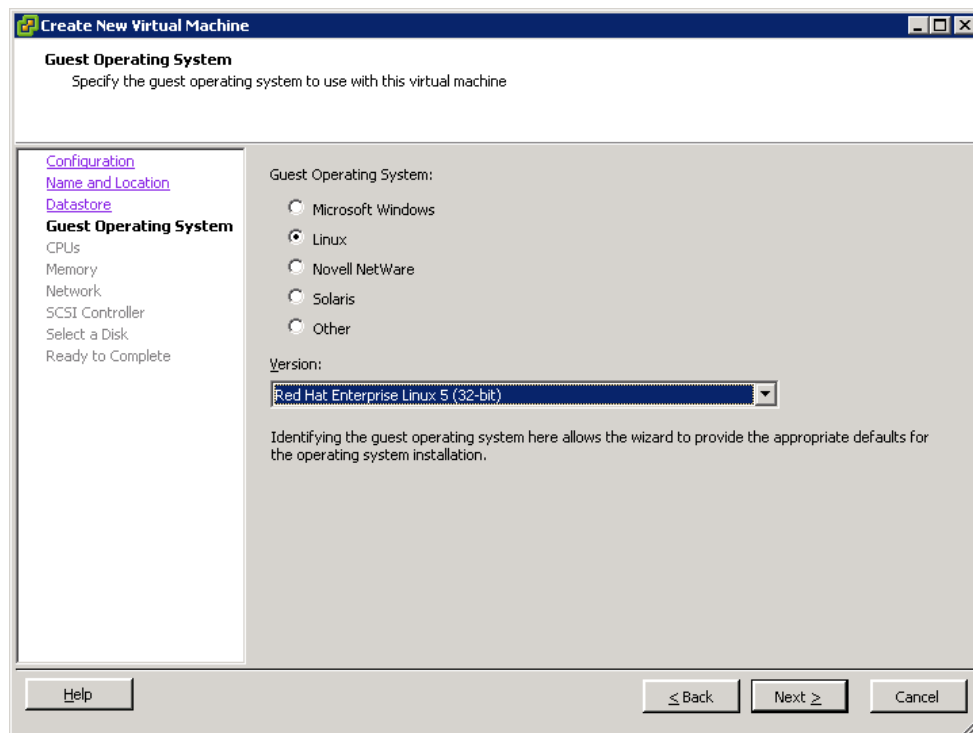 Create New Virtual Machine
Guest Operating System
Specify the guest operating system to use with this virtual machine
Configuration
Name and Location
Datastore
Guest Operating System
CPUs
Memory
Network
SCSI Controller
Select a Disk
Ready to Complete
Guest Operating System:
Microsoft Windows
Linux
Novell NetWare
Solaris
Other
Version:
Red Hat Enterprise Linux 5 (32-bit)
Identifying the guest operating system here allows the wizard to provide the appropriate defaults for
the operating system installation.
Help
< Back
Next >
Cancel